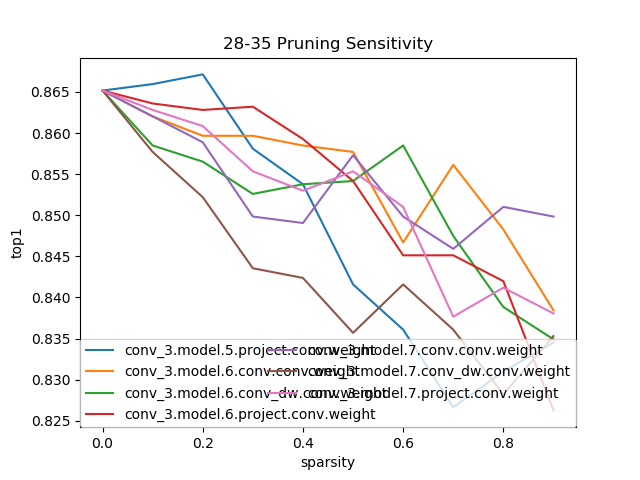 28-35 Pruning Sensitivity
top1
0.865
0.860
0.855
0.850
0.845
0.840
0.835
0.830
0.825
conv_3.model.5.project.conv.weight
conv_3.model.6.conv.conv.weight
conv_3.model.6.conv_dw.conv.weight
conv_3.model.6.project.conv.weight
conv_3.model.7.conv.conv.weight
conv_3.model.7.conv_dw.conv.weight
conv_3.model.7.project.conv.weight
0.0 0.2 0.4 0.6 0.8
sparsity